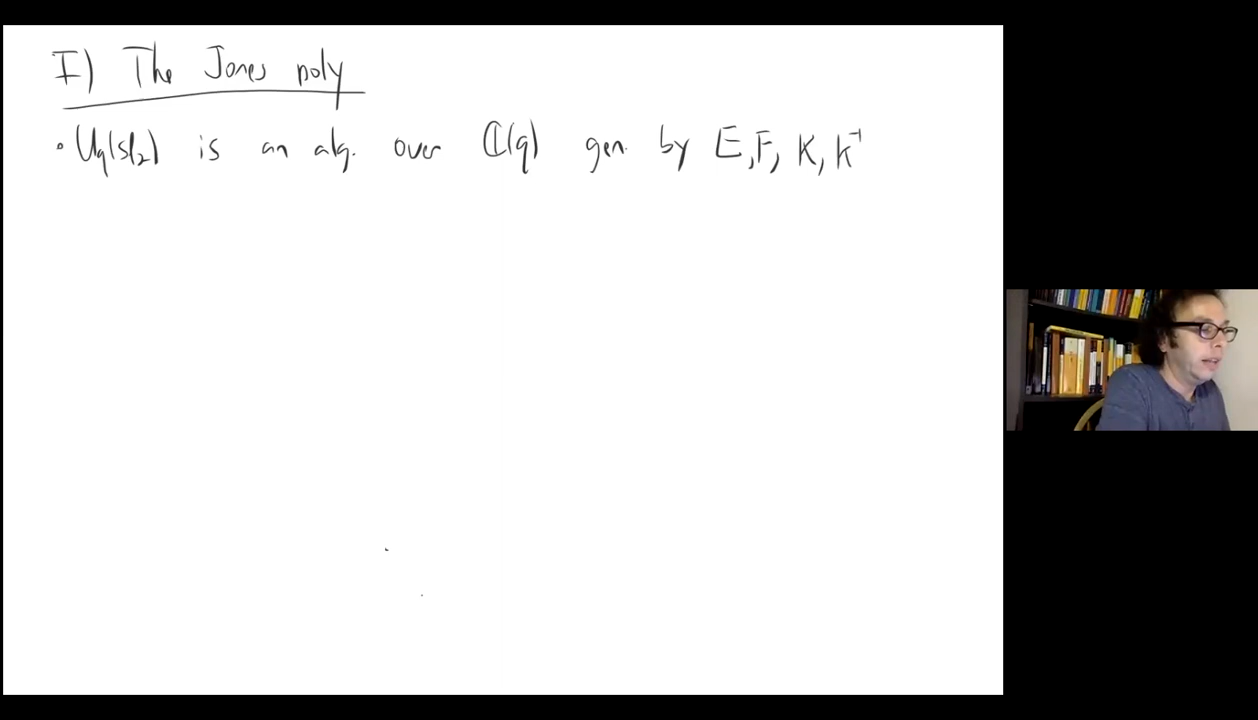 I) The Jones poly
• Uq(sl₂) is an alg. over ℂ(q) gen. by E, F, K, K⁻¹